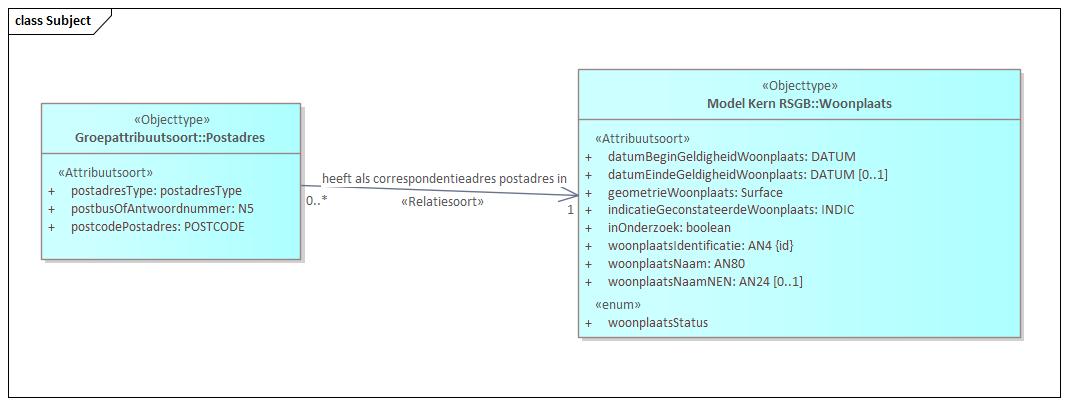 class Subject
«Objecttype»
Groepattribuutsoort::Postadres
«Attribuutsoort»
+ postadresType: postadresType
+ postbusOfAntwoordnummer: N5
+ postcodePostadres: POSTCODE
heeft als correspondentieadres postadres in
0..*
«Relatiesoort»
1
«Objecttype»
Model Kern RSGB::Woonplaats
«Attribuutsoort»
+ datumBeginGeldigheidWoonplaats: DATUM
+ datumEindeGeldigheidWoonplaats: DATUM [0..1]
+ geometrieWoonplaats: Surface
+ indicatieGeconstateerdeWoonplaats: INDIC
+ inOnderzoek: boolean
+ woonplaatsIdentificatie: AN4 {id}
+ woonplaatsNaam: AN80
+ woonplaatsNaamNEN: AN24 [0..1]
«enum»
+ woonplaatsStatus